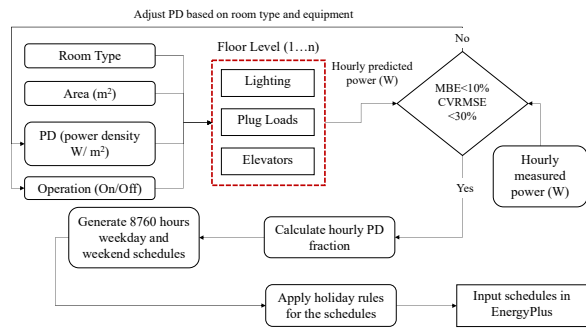 Adjust PD based on room type and equipment
No
Room Type
Area (m²)
PD (power density
W/ m²)
Operation (On/Off)
Floor Level (1…n)
Lighting
Plug Loads
Elevators
Hourly predicted
power (W)
MBE<10%
CVRMSE
<30%
Hourly
measured
power (W)
Yes
Generate 8760 hours
weekday and
weekend schedules
Calculate hourly PD
fraction
Apply holiday rules
for the schedules
Input schedules in
EnergyPlus